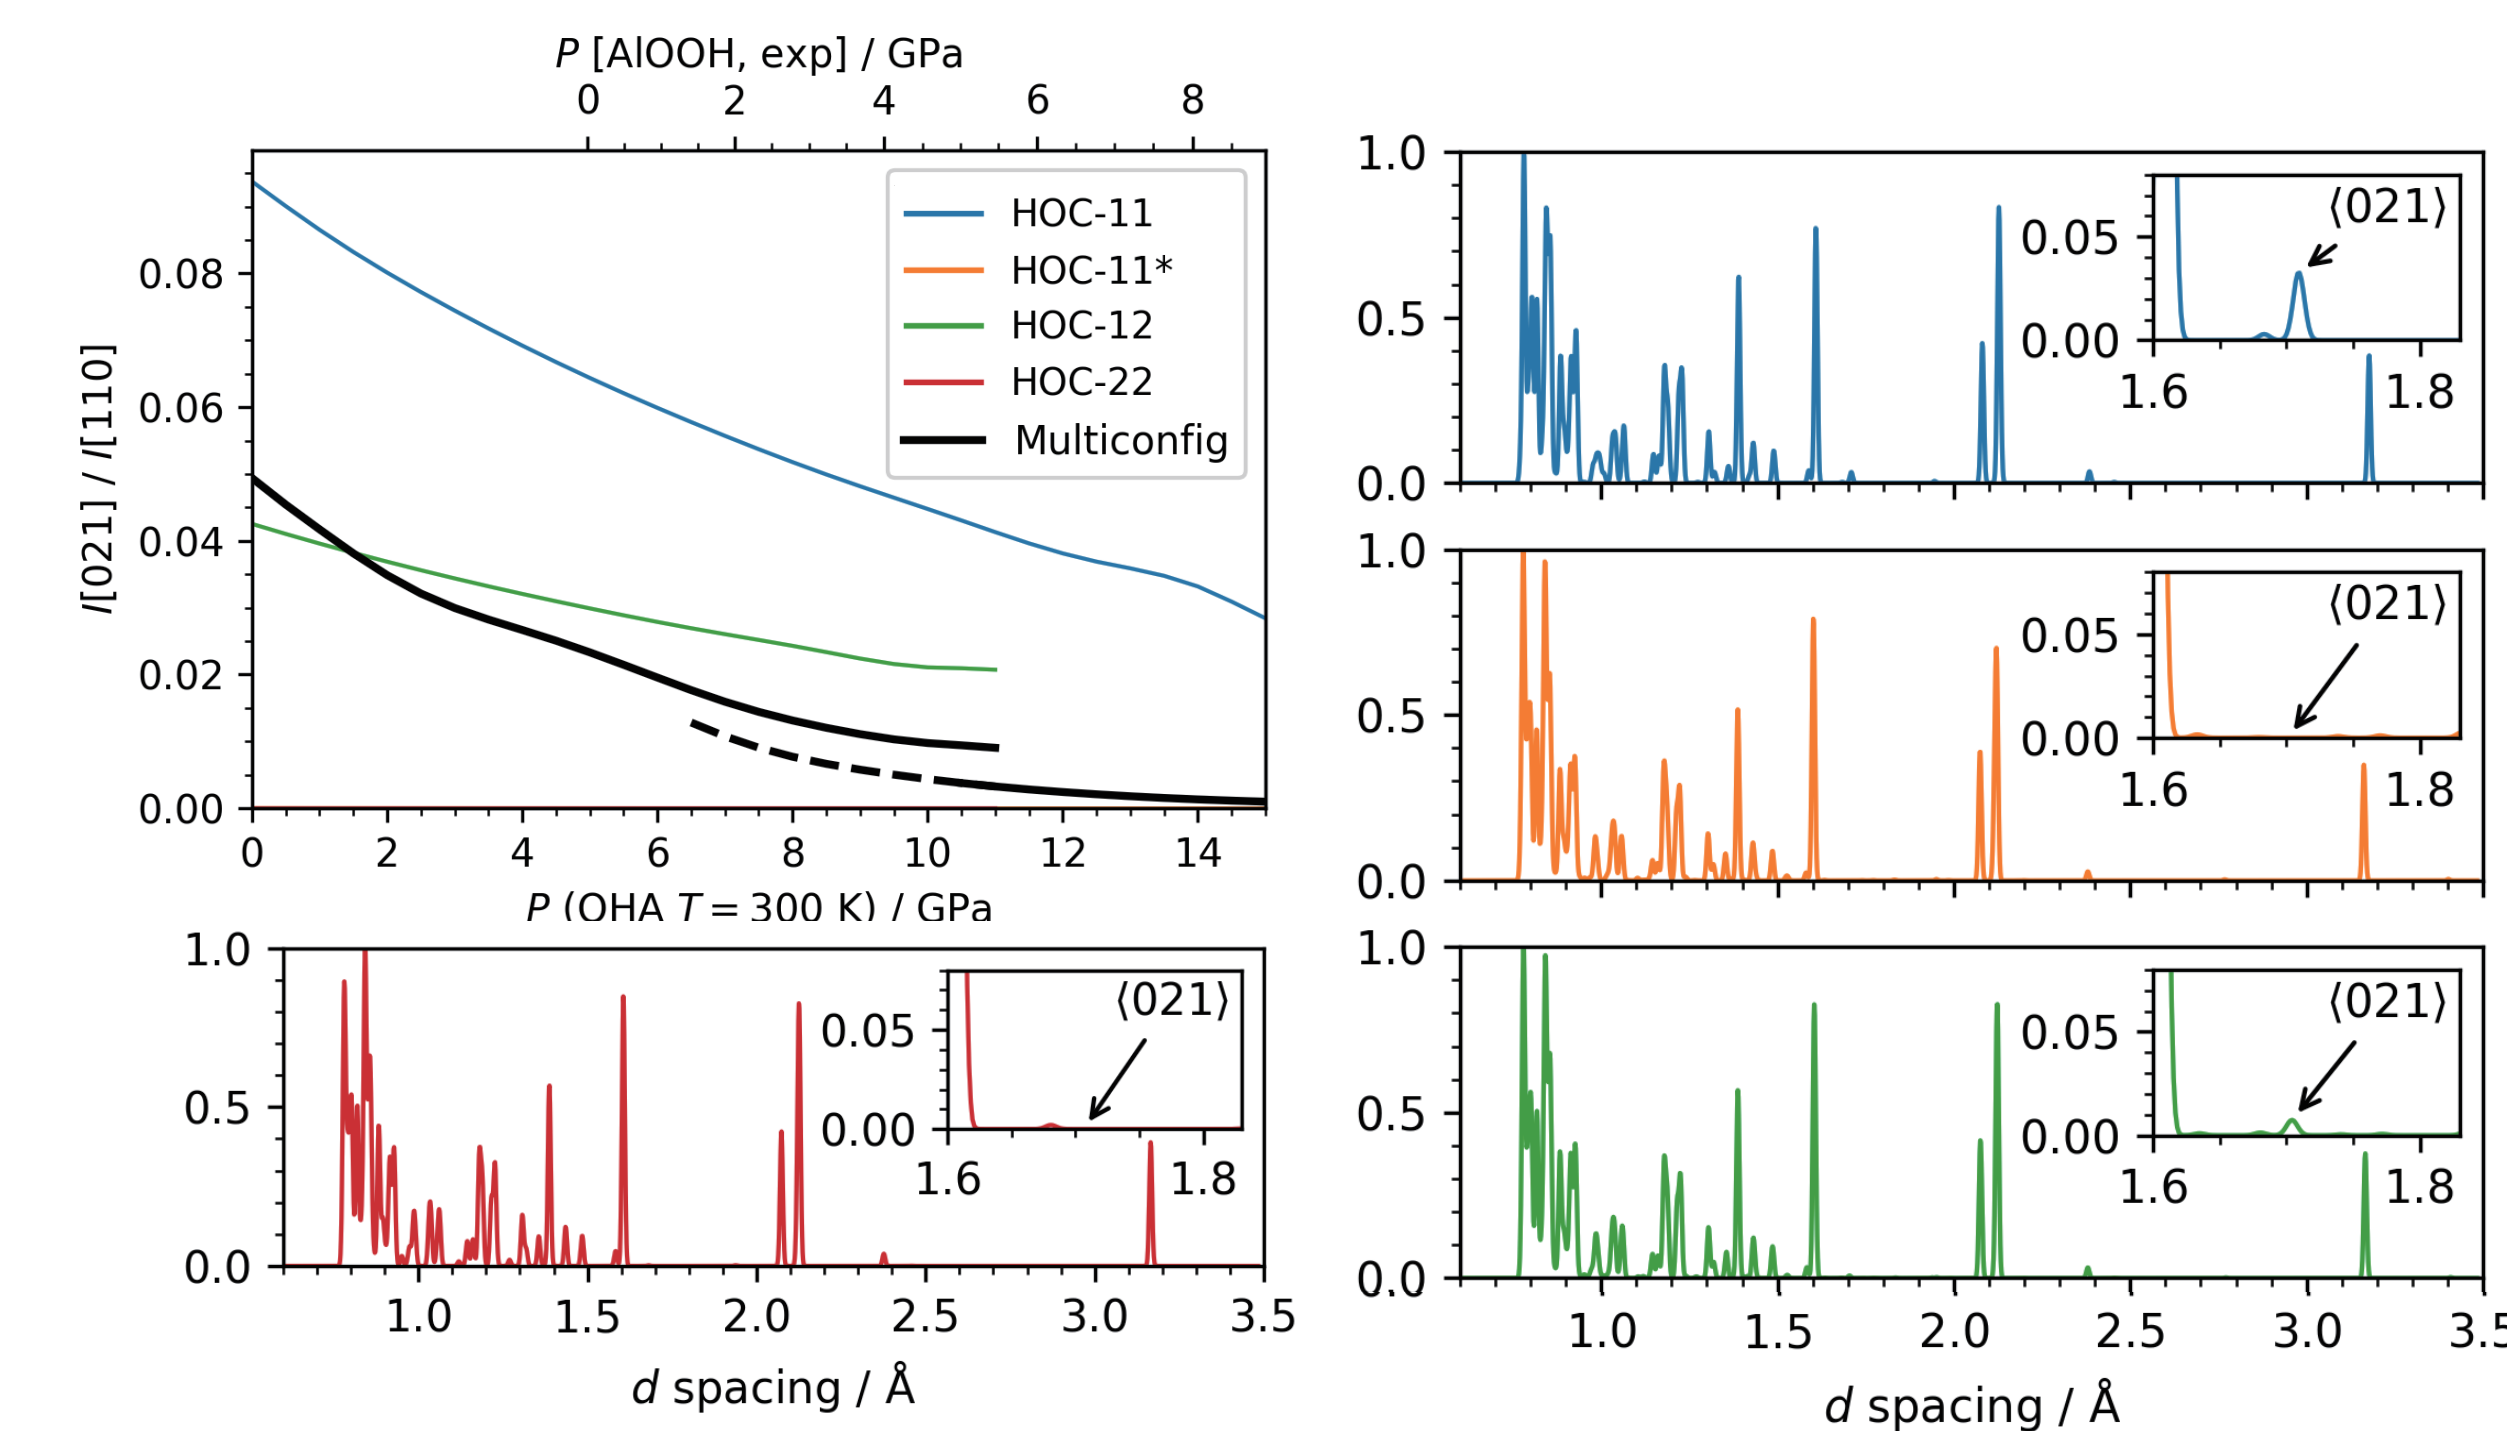 P [AlOOH, exp] / GPa
0 2 4 6 8
I[021] / I[110]
0.08
0.06
0.04
0.02
0.00
HOC-11
HOC-11*
HOC-12
HOC-22
Multiconfig
0 2 4 6 8 10 12 14
P (OHA T = 300 K) / GPa
1.0
0.5
0.0
⟨021⟩
0.05
0.00
1.6 1.8
1.0
0.5
0.0
⟨021⟩
0.05
0.00
1.6 1.8
1.0
0.5
0.0
⟨021⟩
0.05
0.00
1.6 1.8
1.0 1.5 2.0 2.5 3.0 3.5
d spacing / Å
1.0
0.5
0.0
⟨021⟩
0.05
0.00
1.6 1.8
1.0 1.5 2.0 2.5 3.0 3.5
d spacing / Å